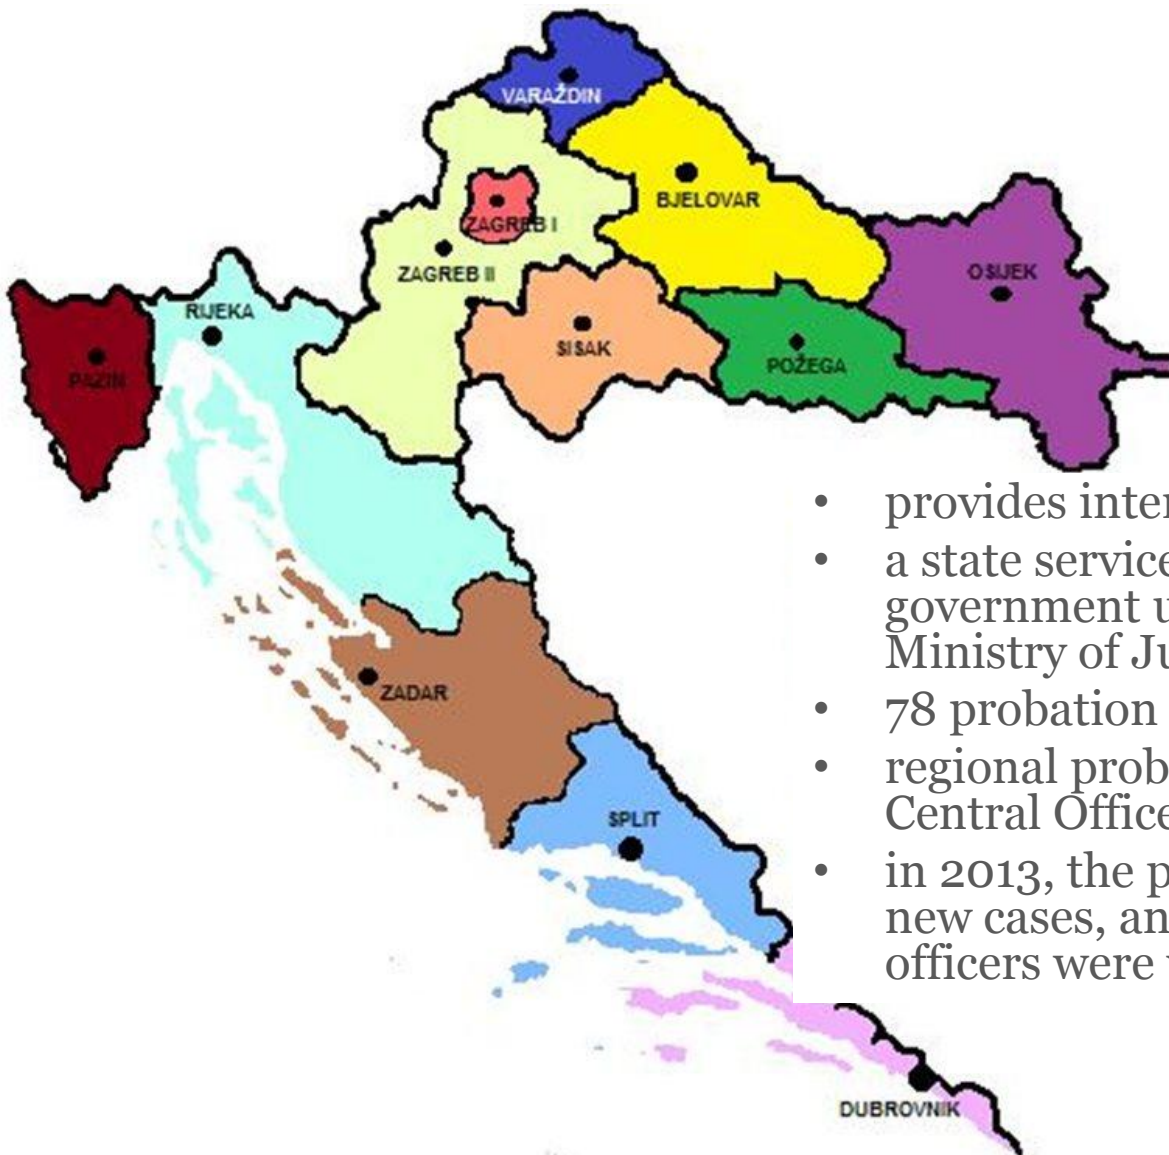 VARAŽDIN
BJELOVAR
ZAGREB I
ZAGREB II
OSIJEK
RIJEKA
SISAK
POŽEGA
PAZIN
• provides inter
• a state service
government u
Ministry of Ju
• 78 probation
• regional prob
Central Office
• in 2013, the p
new cases, an
officers were
ZADAR
SPLIT
DUBROVNIK